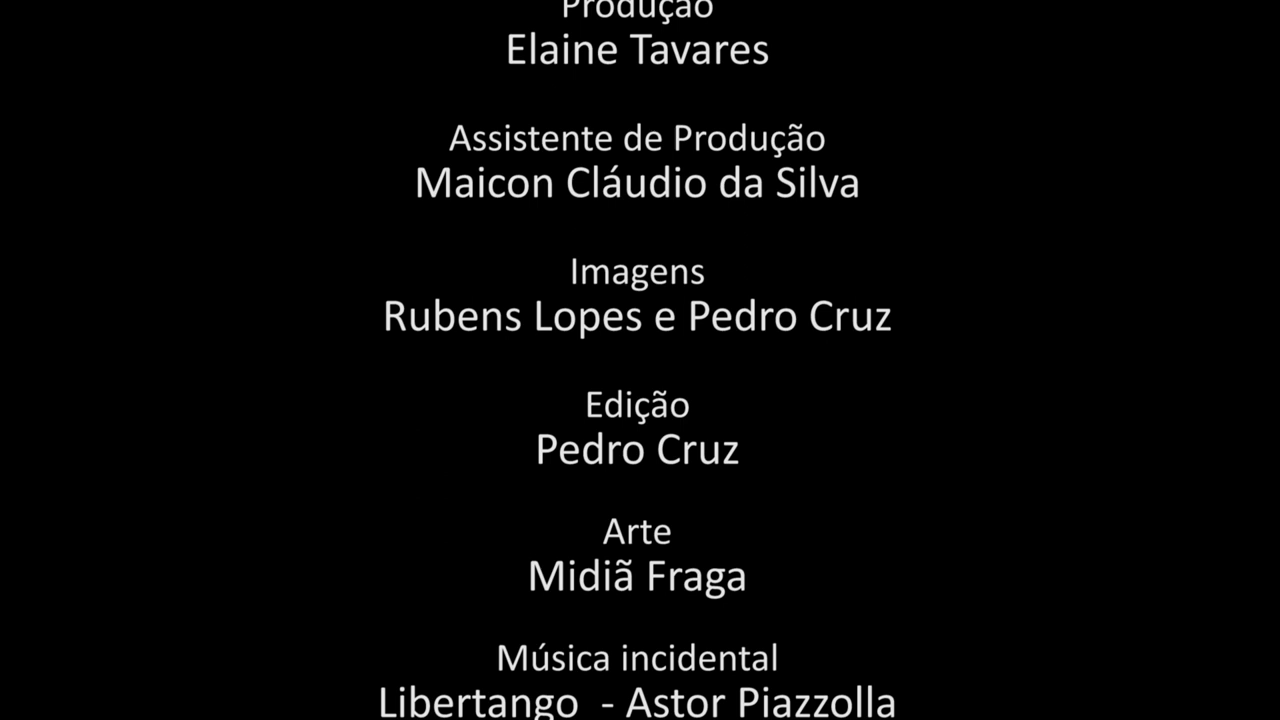 Produção
Elaine Tavares
Assistente de Produção
Maicon Cláudio da Silva
Imagens
Rubens Lopes e Pedro Cruz
Edição
Pedro Cruz
Arte
Midiã Fraga
Música incidental
Libertango - Astor Piazzolla